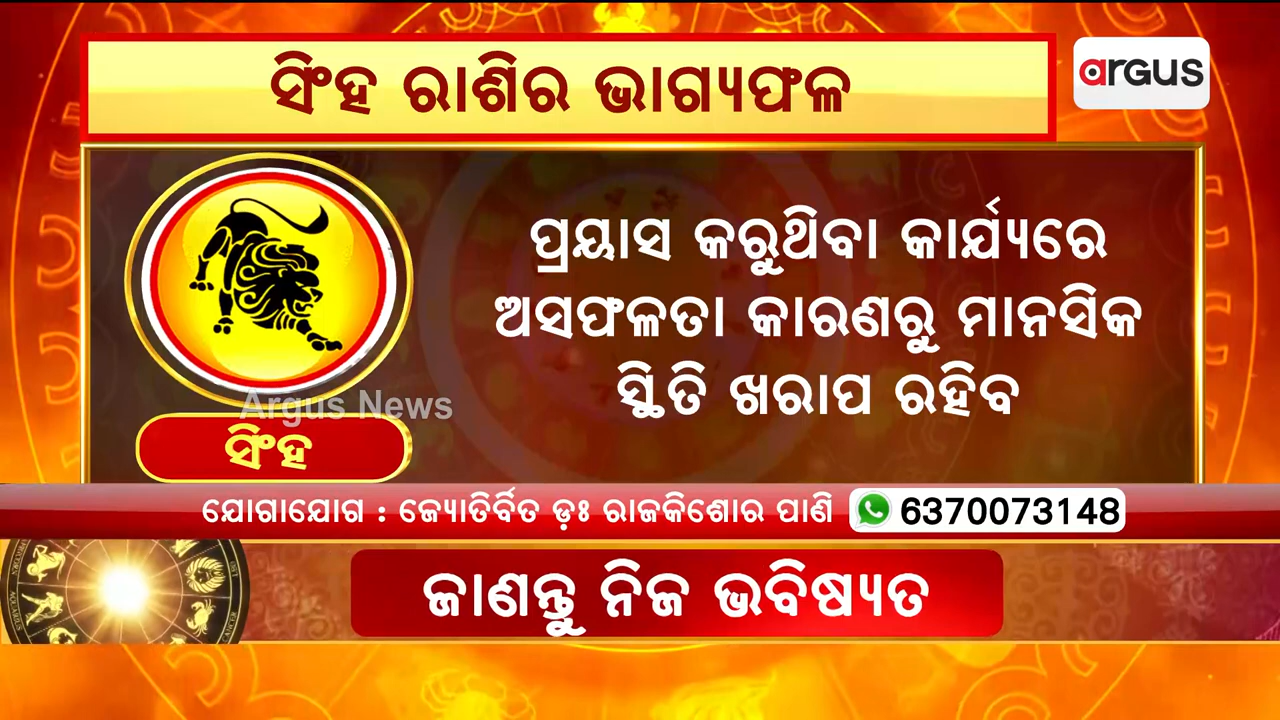 ସିଂହ ରାଶିର ଭାଗ୍ୟଫଳ
argus
ପ୍ରୟାସ କରୁଥିବା କାର୍ଯ୍ୟରେ
ଅସଫଳତା କାରଣରୁ ମାନସିକ
ସ୍ଥିତି ଖରାପ ରହିବ
Argus News
ସିଂହ
ଯୋଗାଯୋଗ : ଜ୍ୟୋତିର୍ବିତ ଡ଼ଃ ରାଜକିଶୋର ପାଣି 6370073148
ଜାଣନ୍ତୁ ନିଜ ଭବିଷ୍ୟତ